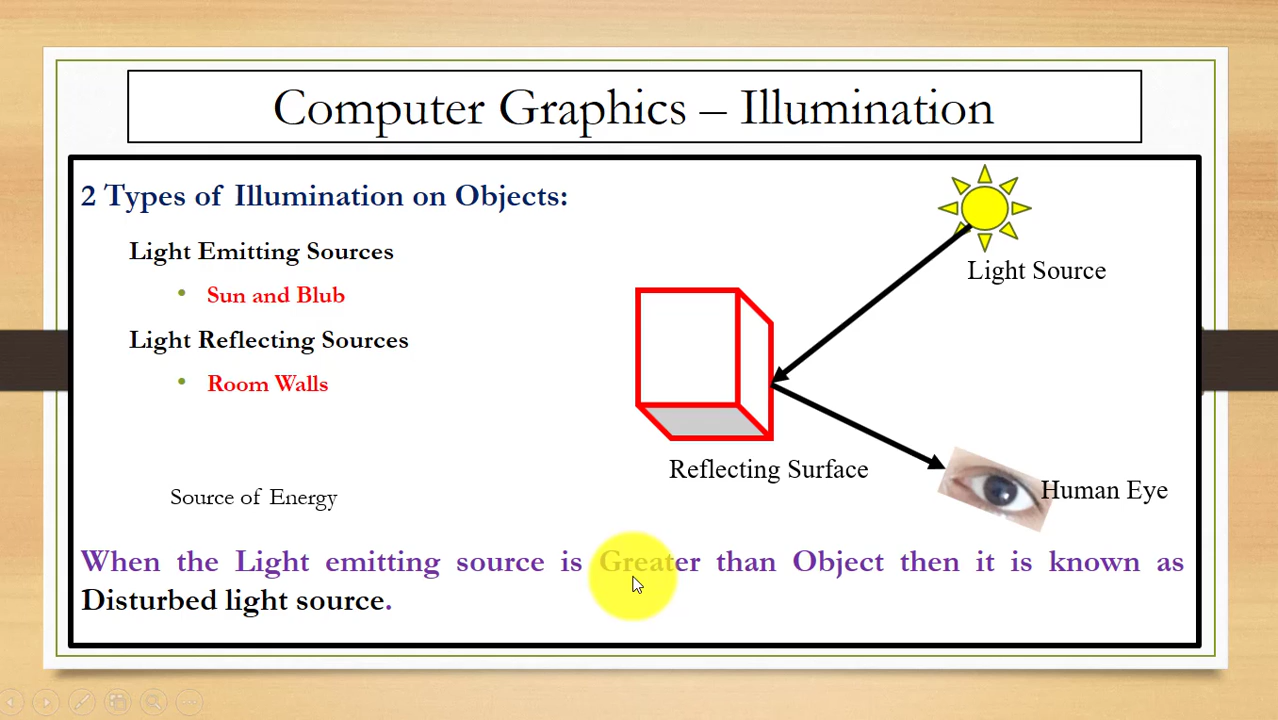 Computer Graphics – Illumination
2 Types of Illumination on Objects:
Light Emitting Sources
• Sun and Blub
Light Reflecting Sources
• Room Walls
Light Source
Reflecting Surface
Human Eye
Source of Energy
When the Light emitting source is Greater than Object then it is known as
Disturbed light source.